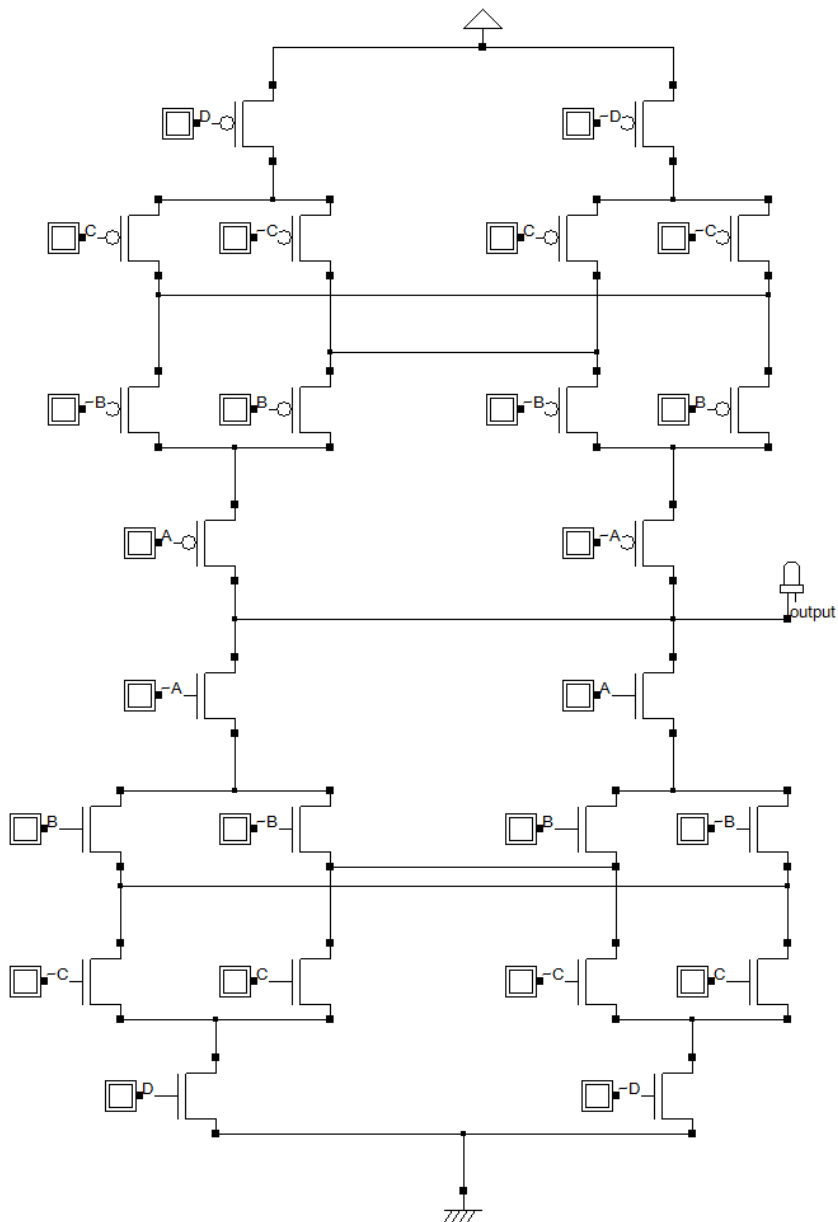 D ~D
C ~C C ~C
~B B ~B B
A ~A
output
~A A
B ~B B ~B
~C C ~C C
D ~D